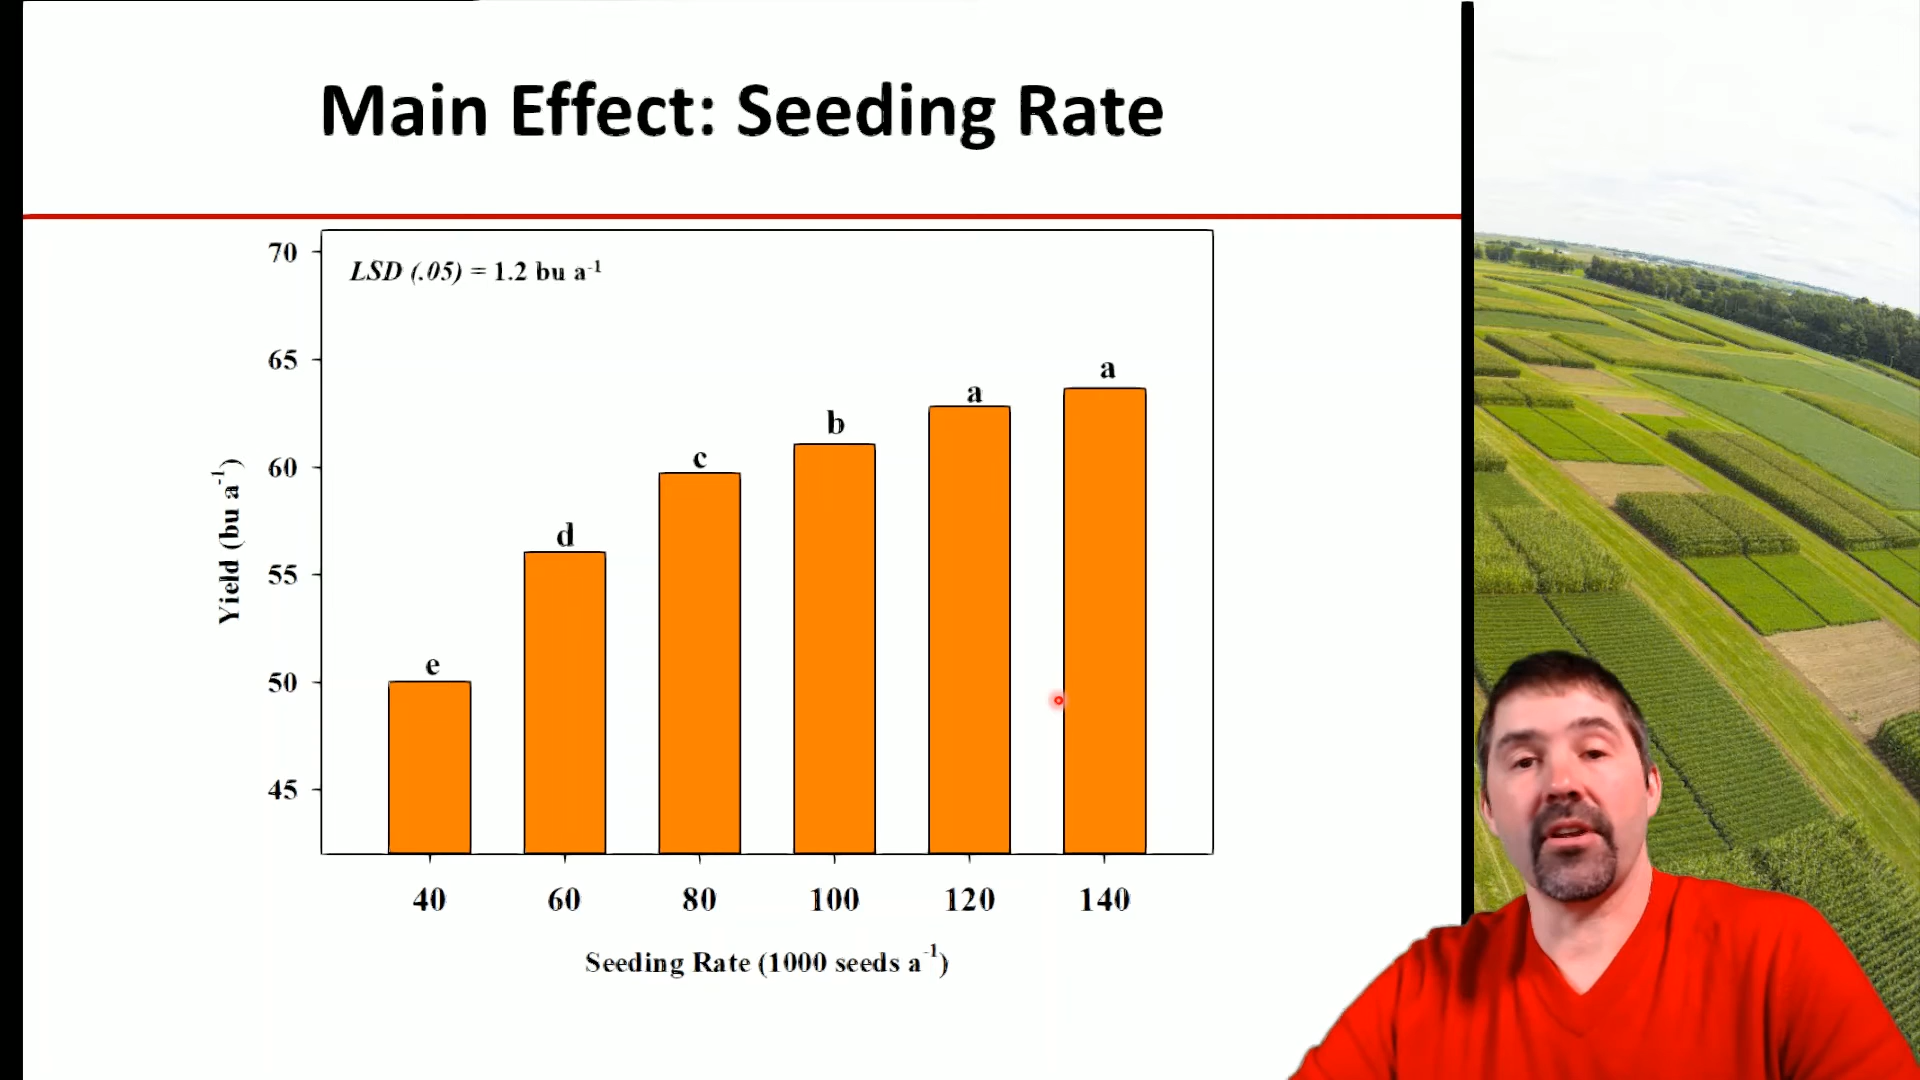 Main Effect: Seeding Rate
LSD (.05) = 1.2 bu a⁻¹
70
65
60
55
50
45
Yield (bu a⁻¹)
e
d
c
b
a
a
40 60 80 100 120 140
Seeding Rate (1000 seeds a⁻¹)